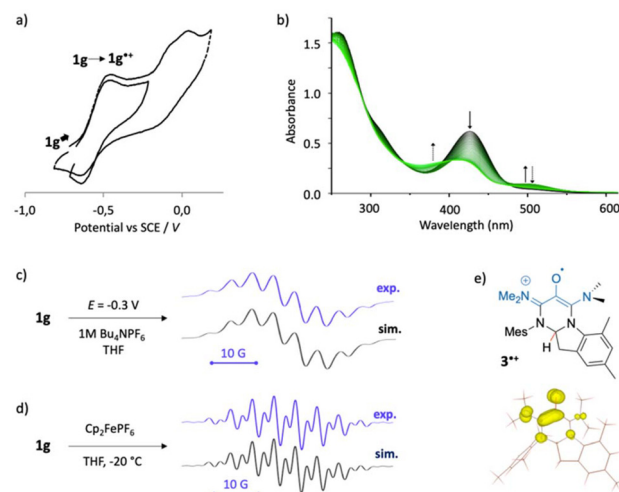 a)
1g → 1g•+
1g
-1,0 -0,5 0,0
Potential vs SCE / V
b)
1.5
1.0
0.5
0.0
Absorbance
300 400 500 600
Wavelength (nm)
c)
1g
E = -0.3 V
1M Bu4NPF6
THF
exp.
sim.
10 G
d)
1g
Cp2FePF6
THF, -20 °C
exp.
sim.
10 G
e)
O•
⊕
Me2N N
N N
Mes
H
3•+